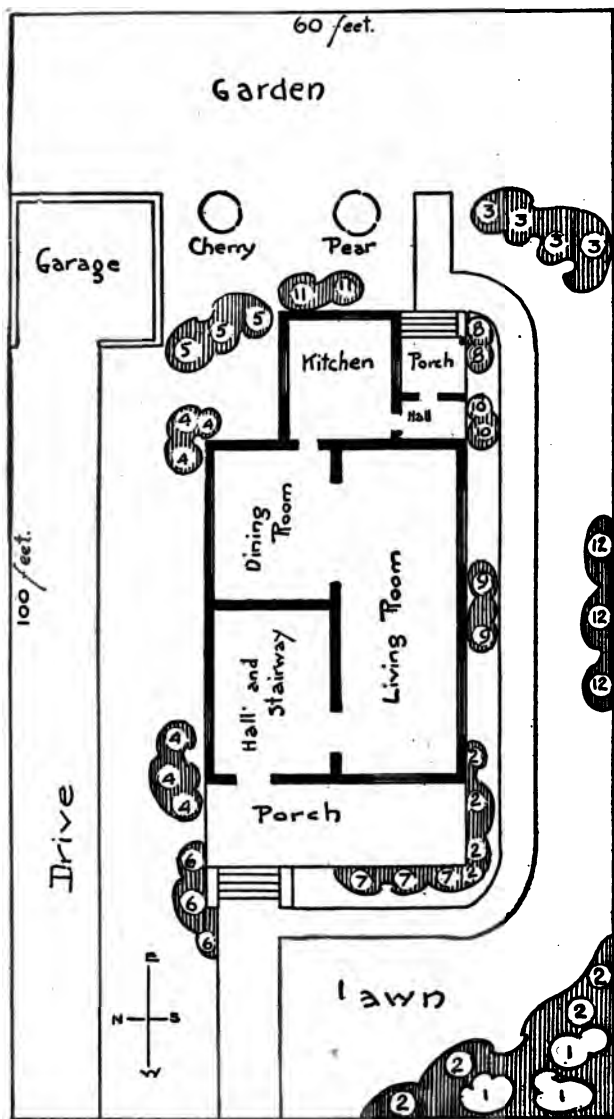 60 feet.
Garden
Cherry
Pear
3
3
3
3
Garage
11 11
5
5
5
Kitchen
Porch
8
8
Hall
10
10
4
4
4
Dining
Room
100 feet.
Living Room
9
9
12
12
12
Hall and
Stairway
4
4
4
2
2
2
2
Porch
7 7 7
6
6
6
Drive
E
N S
W
Lawn
2
2
1
2
2
1
1